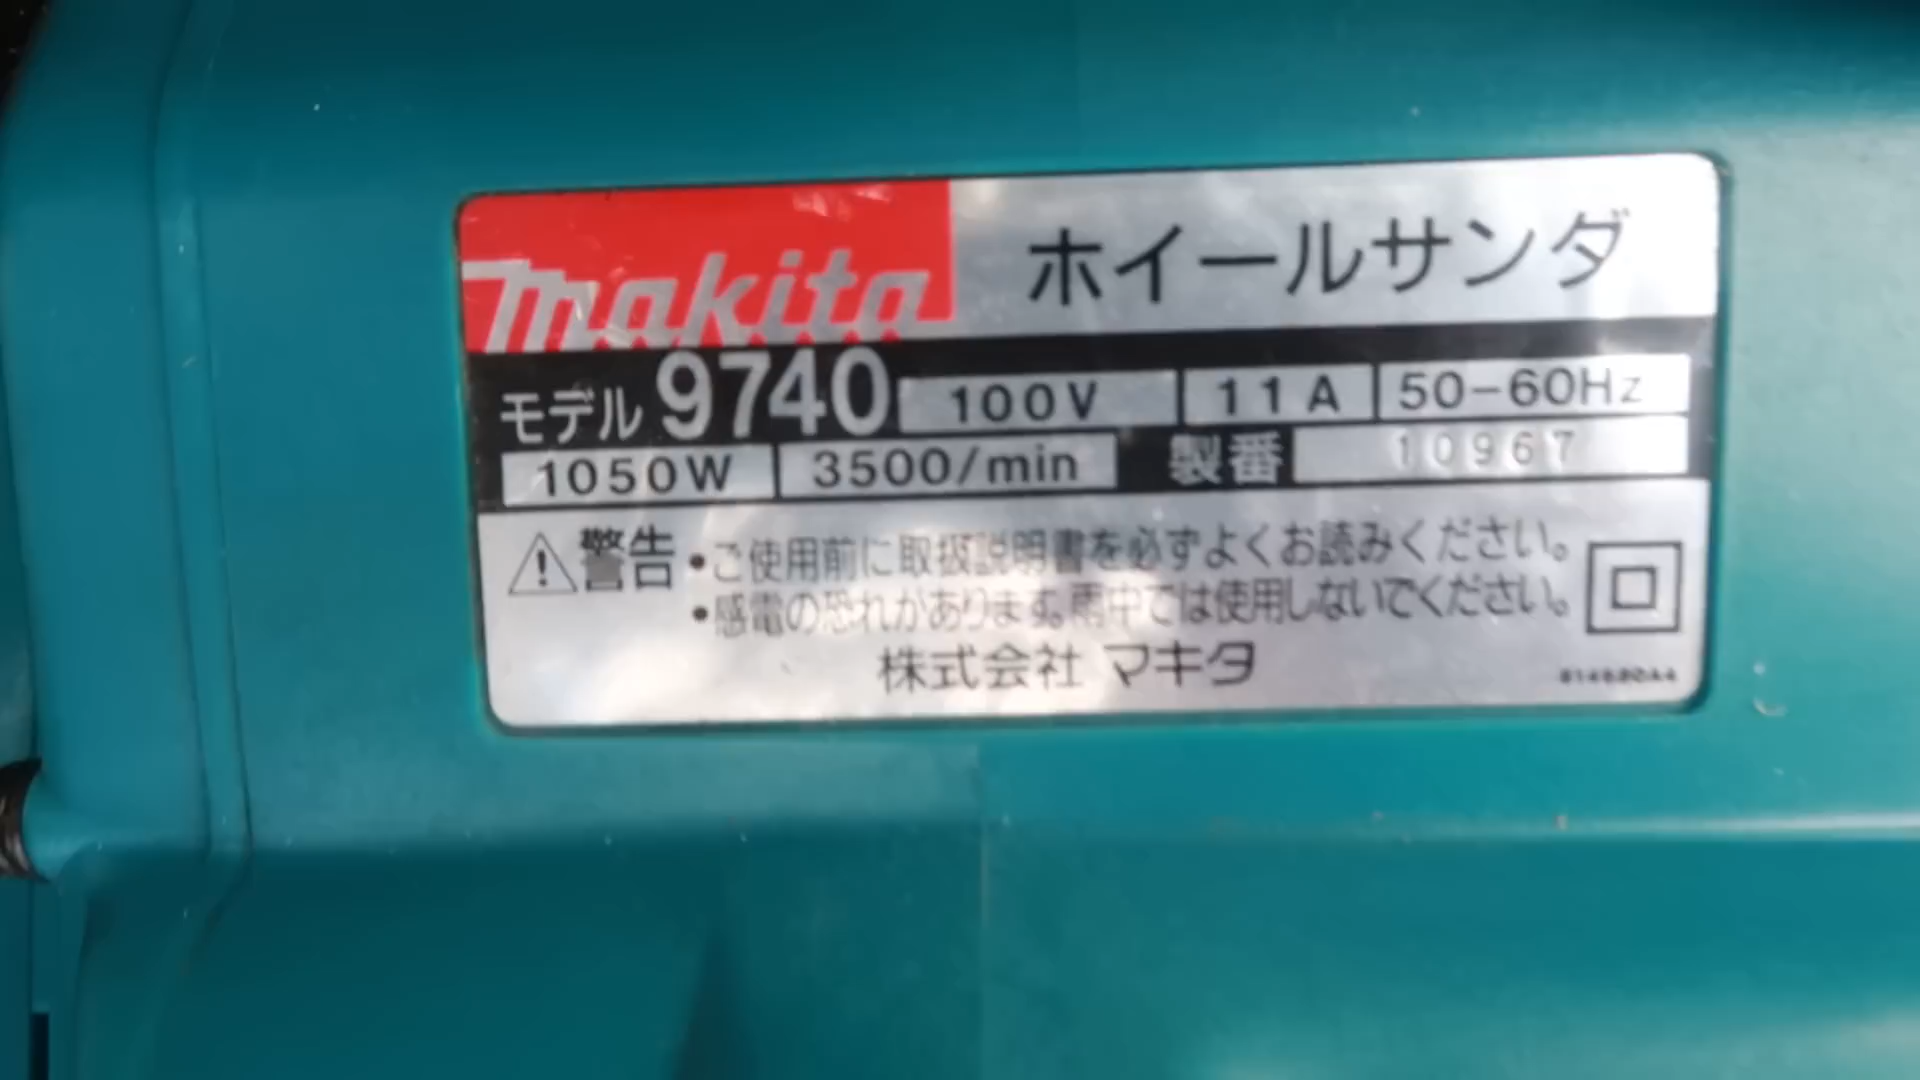 makita ホイールサンダ
モデル 9740 100V 11A 50-60Hz
1050W 3500/min 製番 10967
警告 •ご使用前に取扱説明書を必ずよくお読みください。
•感電の恐れがあります。雨中では使用しないでください。
株式会社 マキタ